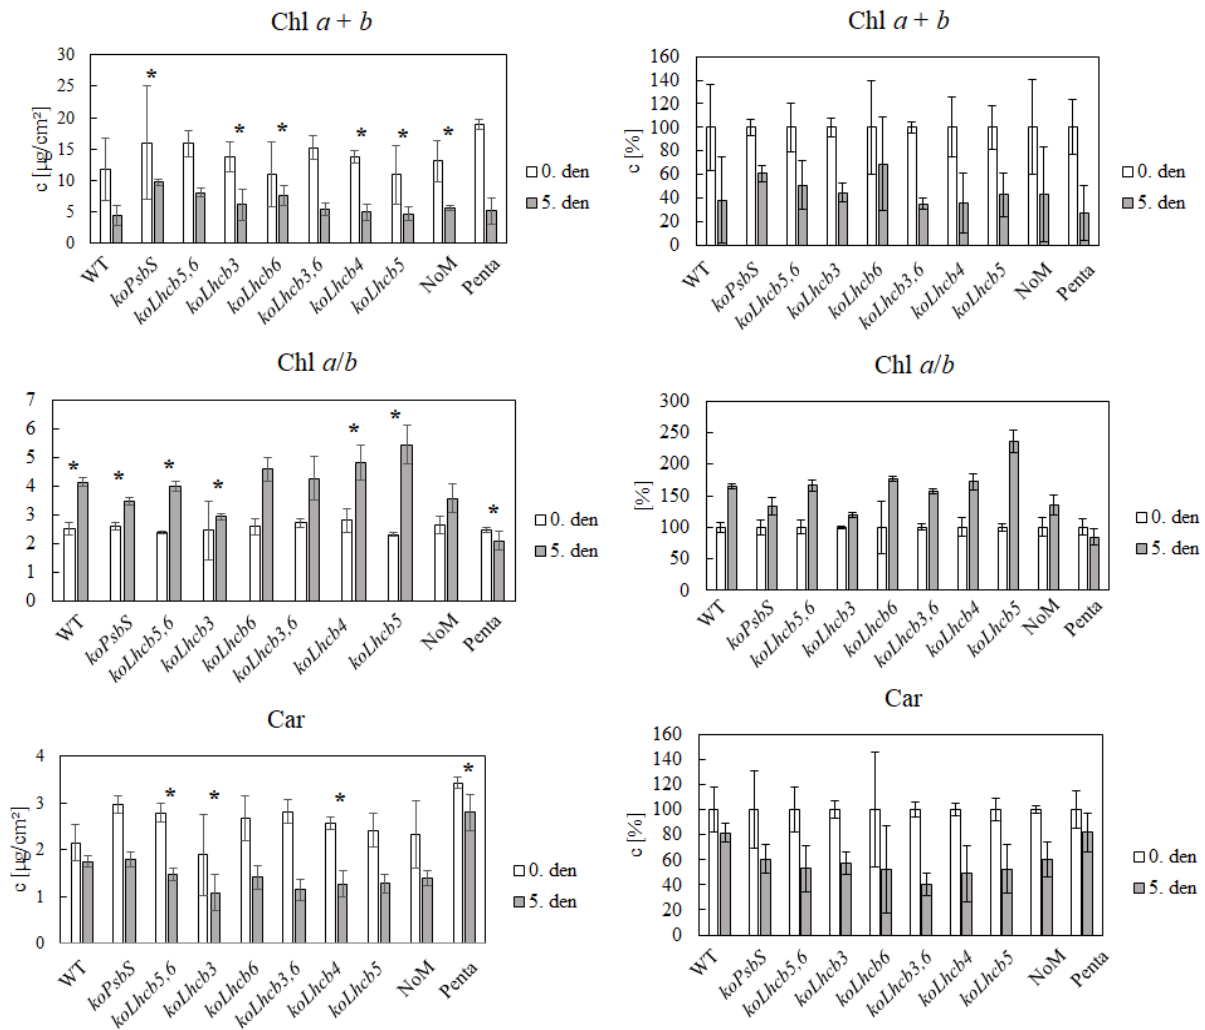 Chl a + b
30
25
20
15
10
5
0
c [µg/cm²]
* * * * * *
0. den
5. den
WT koPsbS koLhcb5,6 koLhcb3 koLhcb6 koLhcb3,6 koLhcb4 koLhcb5 NoM Penta
Chl a + b
160
140
120
100
80
60
40
20
0
c [%]
0. den
5. den
WT koPsbS koLhcb5,6 koLhcb3 koLhcb6 koLhcb3,6 koLhcb4 koLhcb5 NoM Penta
Chl a/b
7
6
5
4
3
2
1
0
* * * * * * *
0. den
5. den
WT koPsbS koLhcb5,6 koLhcb3 koLhcb6 koLhcb3,6 koLhcb4 koLhcb5 NoM Penta
Chl a/b
300
250
200
150
100
50
0
[%]
0. den
5. den
WT koPsbS koLhcb5,6 koLhcb3 koLhcb6 koLhcb3,6 koLhcb4 koLhcb5 NoM Penta
Car
4
3
2
1
0
c [µg/cm²]
* * * *
0. den
5. den
WT koPsbS koLhcb5,6 koLhcb3 koLhcb6 koLhcb3,6 koLhcb4 koLhcb5 NoM Penta
Car
160
140
120
100
80
60
40
20
0
c [%]
0. den
5. den
WT koPsbS koLhcb5,6 koLhcb3 koLhcb6 koLhcb3,6 koLhcb4 koLhcb5 NoM Penta